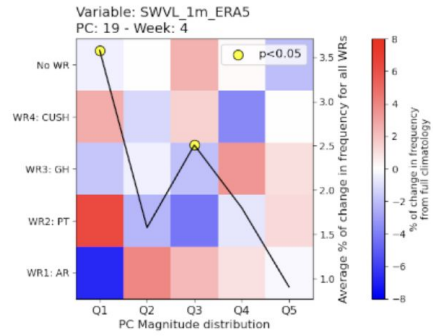 Variable: SWVL_1m_ERA5
PC: 19 - Week: 4
p<0.05
No WR
WR4: CUSH
WR3: GH
WR2: PT
WR1: AR
Q1 Q2 Q3 Q4 Q5
PC Magnitude distribution
3.5
3.0
2.5
2.0
1.5
1.0
Average % of change in frequency for all WRs
8
6
4
2
0
−2
−4
−6
−8
% of change in frequency
from full climatology